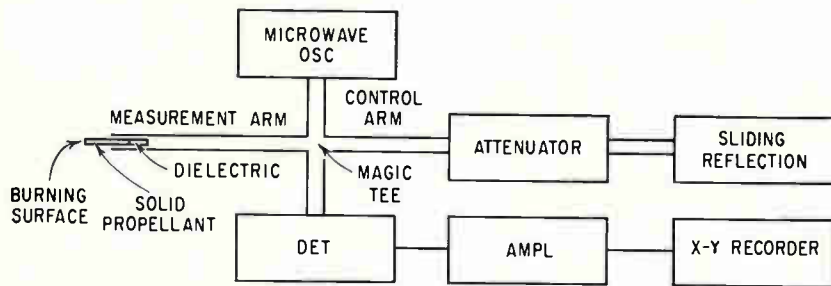 MICROWAVE
OSC
MEASUREMENT ARM
CONTROL
ARM
ATTENUATOR
SLIDING
REFLECTION
DIELECTRIC
MAGIC
TEE
BURNING
SURFACE
SOLID
PROPELLANT
DET
AMPL
X-Y RECORDER